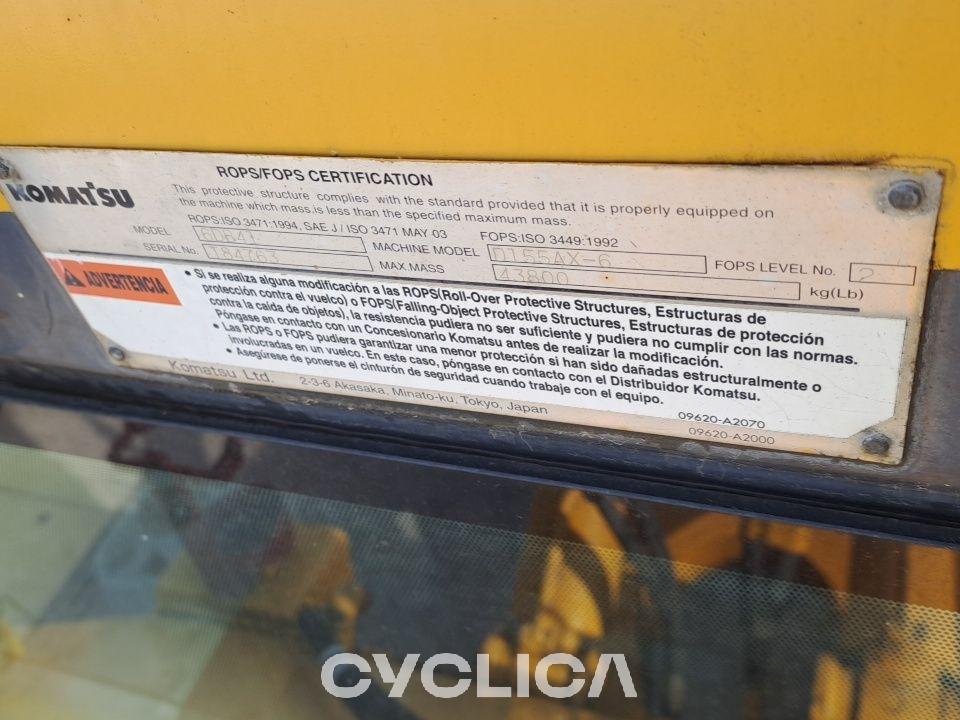 KOMATSU
ROPS/FOPS CERTIFICATION
This protective structure complies with the standard provided that it is properly equipped on
the machine which mass is less than the specified maximum mass.
ROPS:ISO 3471:1994, SAE J / ISO 3471 MAY 03 FOPS:ISO 3449:1992
MODEL MACHINE MODEL D155AX-6 FOPS LEVEL No. 2
SERIAL No. MAX.MASS 43800 kg(Lb)
ADVERTENCIA
• Si se realiza alguna modificación a las ROPS(Roll-Over Protective Structures, Estructuras de
protección contra el vuelco) o FOPS(Falling-Object Protective Structures, Estructuras de protección
contra la caída de objetos), la resistencia pudiera no ser suficiente y pudiera no cumplir con las normas.
Póngase en contacto con un Concesionario Komatsu antes de realizar la modificación.
• Las ROPS o FOPS pudiera garantizar una menor protección si han sido dañadas estructuralmente o
involucradas en un vuelco. En este caso, póngase en contacto con el Distribuidor Komatsu.
• Asegúrese de ponerse el cinturón de seguridad cuando trabaje con el equipo.
09620-A2070
Komatsu Ltd. 2-3-6 Akasaka, Minato-ku, Tokyo, Japan
09620-A2000
CYCLICA